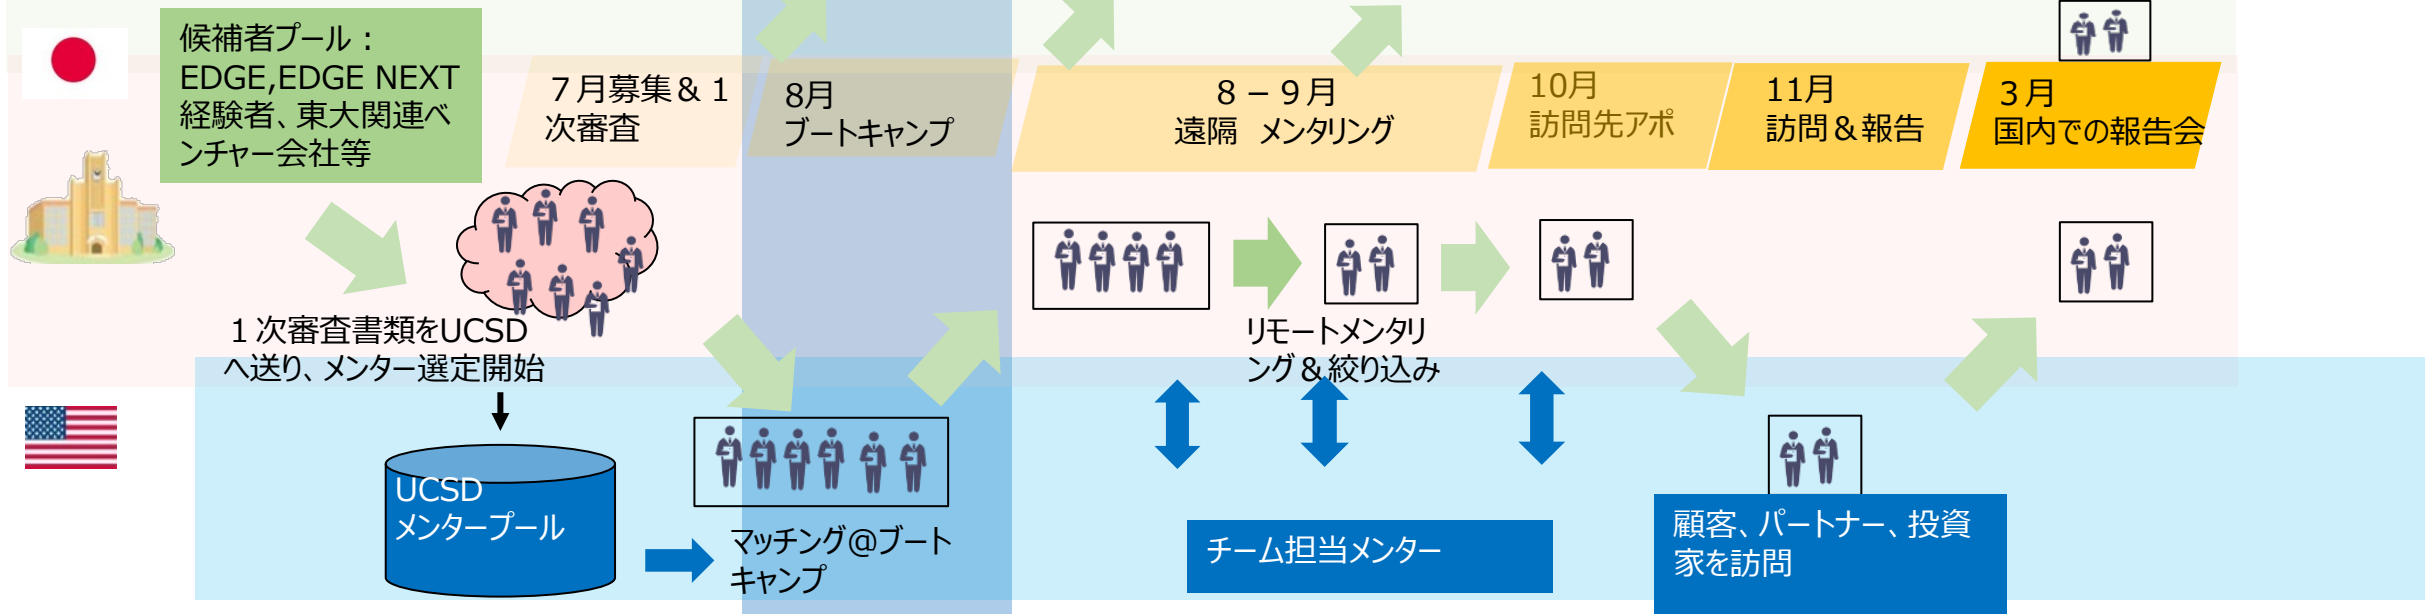 候補者プール：
EDGE,EDGE NEXT
経験者、東大関連ベ
ンチャー会社等
７月募集＆１
次審査
8月
ブートキャンプ
８－９月
遠隔　メンタリング
10月
訪問先アポ
11月
訪問＆報告
３月
国内での報告会
１次審査書類をUCSD
へ送り、メンター選定開始
リモートメンタリ
ング＆絞り込み
UCSD
メンタープール
マッチング@ブート
キャンプ
チーム担当メンター
顧客、パートナー、投資
家を訪問